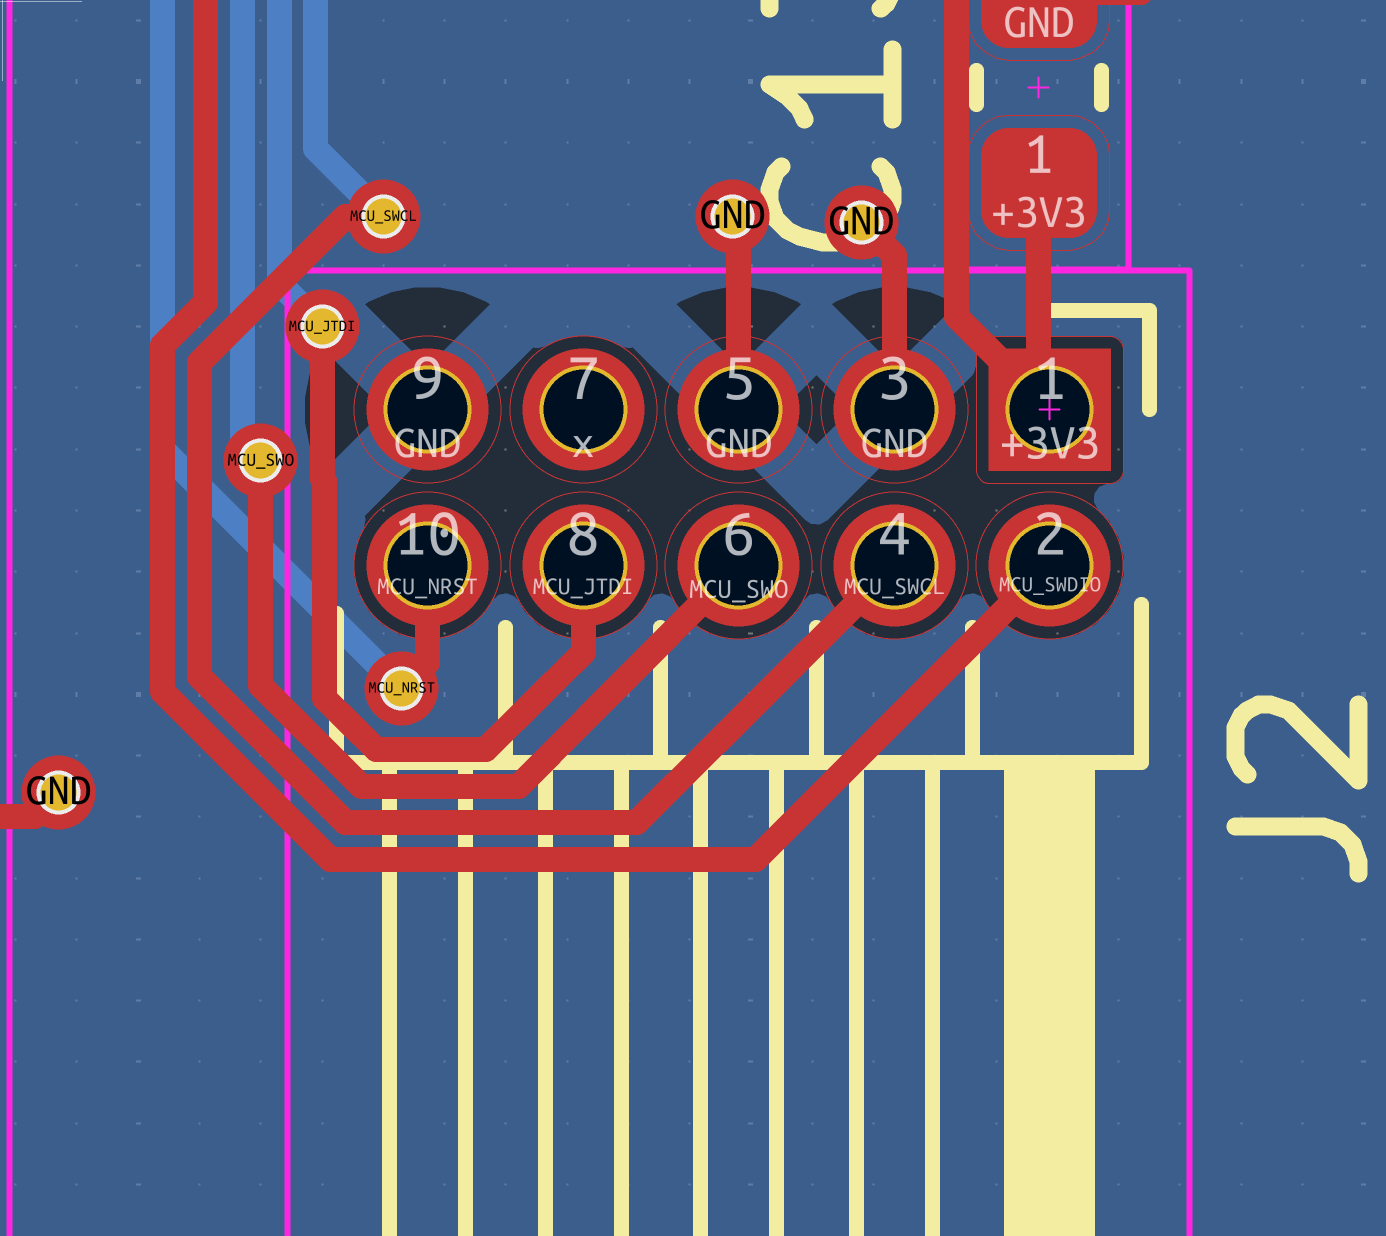 GND
1
+3V3
C1
MCU_SWCL
GND
GND
MCU_JTDI
9
GND
7
x
5
GND
3
GND
1
+3V3
MCU_SWO
10
MCU_NRST
8
MCU_JTDI
6
MCU_SWO
4
MCU_SWCL
2
MCU_SWDIO
MCU_NRST
GND
J2